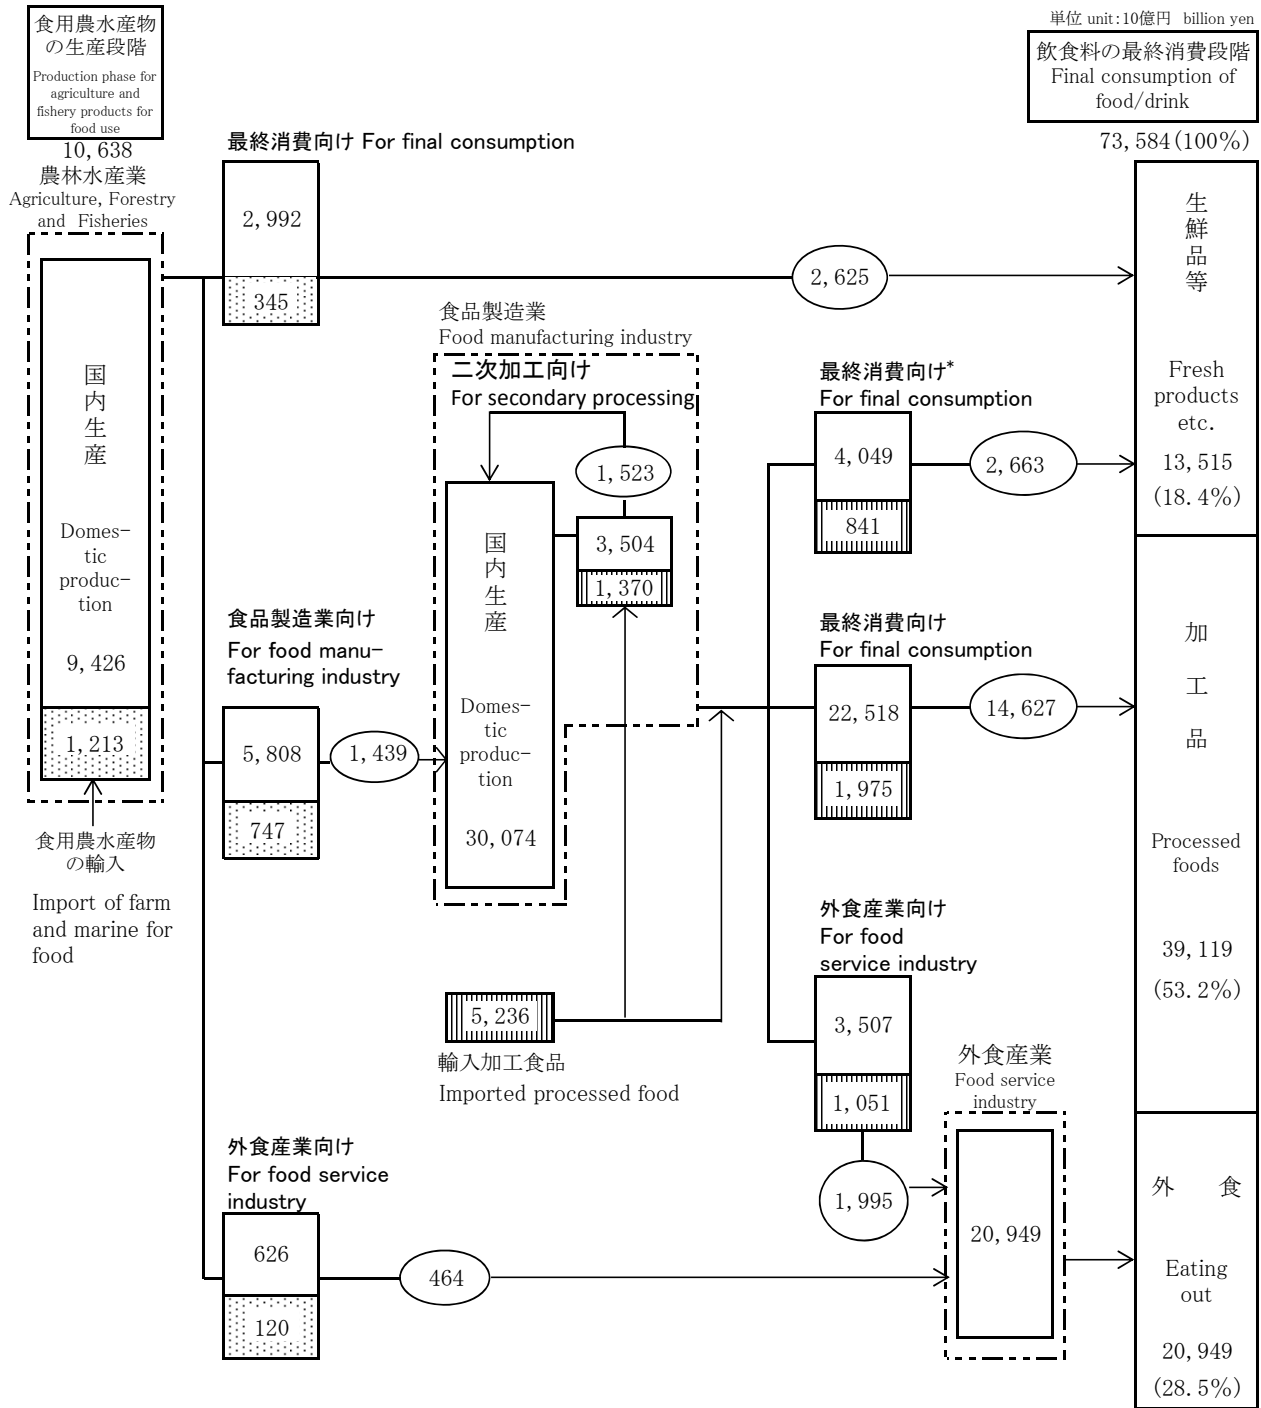 食用農水産物
の生産段階
Production phase for
agriculture and
fishery products for
food use
10,638
農林水産業
Agriculture, Forestry
and Fisheries
国
内
生
産
Domes-
tic
produc-
tion
9,426
1,213
食用農水産物
の輸入
Import of farm
and marine for
food
最終消費向け For final consumption
2,992
345
2,625
食品製造業向け
For food manu-
facturing industry
5,808
747
1,439
外食産業向け
For food service
industry
626
120
464
食品製造業
Food manufacturing industry
二次加工向け
For secondary processing
1,523
3,504
1,370
国
内
生
産
Domes-
tic
produc-
tion
30,074
5,236
輸入加工食品
Imported processed food
最終消費向け*
For final consumption
4,049
841
2,663
最終消費向け
For final consumption
22,518
1,975
14,627
外食産業向け
For food
service industry
3,507
1,051
1,995
外食産業
Food service
industry
20,949
単位 unit:10億円 billion yen
飲食料の最終消費段階
Final consumption of
food/drink
73,584(100%)
生
鮮
品
等
Fresh
products
etc.
13,515
(18.4%)
加
工
品
Processed
foods
39,119
(53.2%)
外 食
Eating
out
20,949
(28.5%)